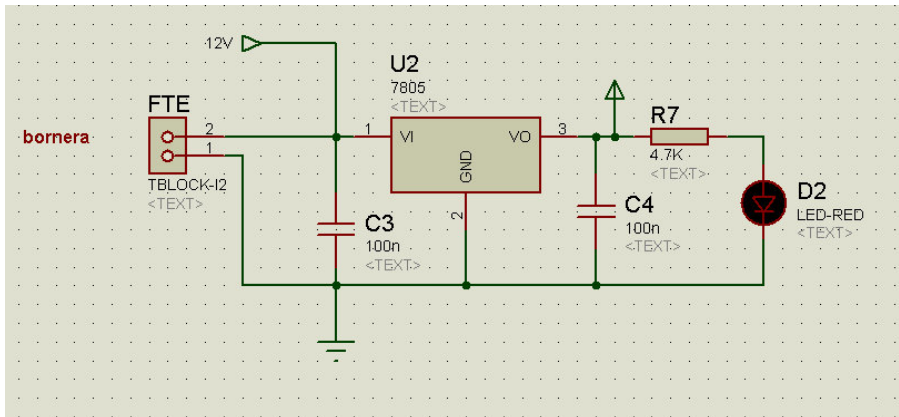 12V
U2
7805
<TEXT>
FTE
bornera
2
1
TBLOCK-I2
<TEXT>
1
VI
VO
3
GND
2
R7
4.7K
<TEXT>
C3
100n
<TEXT>
C4
100n
<TEXT>
D2
LED-RED
<TEXT>